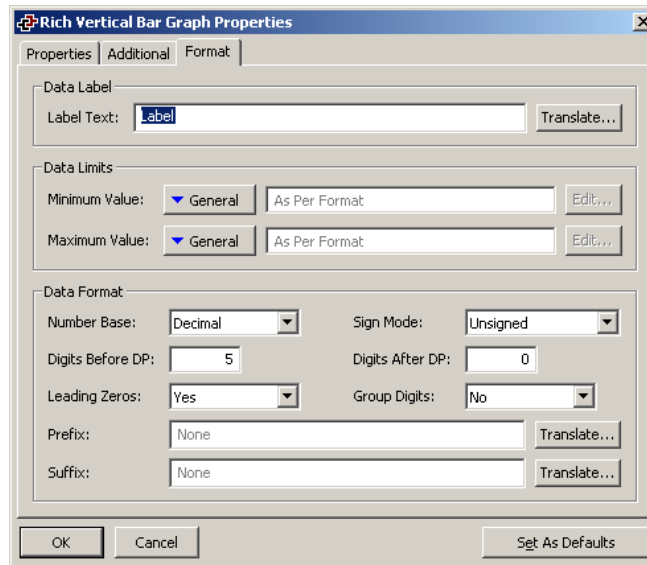 Rich Vertical Bar Graph Properties
Properties Additional Format
Data Label
Label Text: Label Translate...
Data Limits
Minimum Value: General As Per Format Edit...
Maximum Value: General As Per Format Edit...
Data Format
Number Base: Decimal Sign Mode: Unsigned
Digits Before DP: 5 Digits After DP: 0
Leading Zeros: Yes Group Digits: No
Prefix: None Translate...
Suffix: None Translate...
OK Cancel Set As Defaults